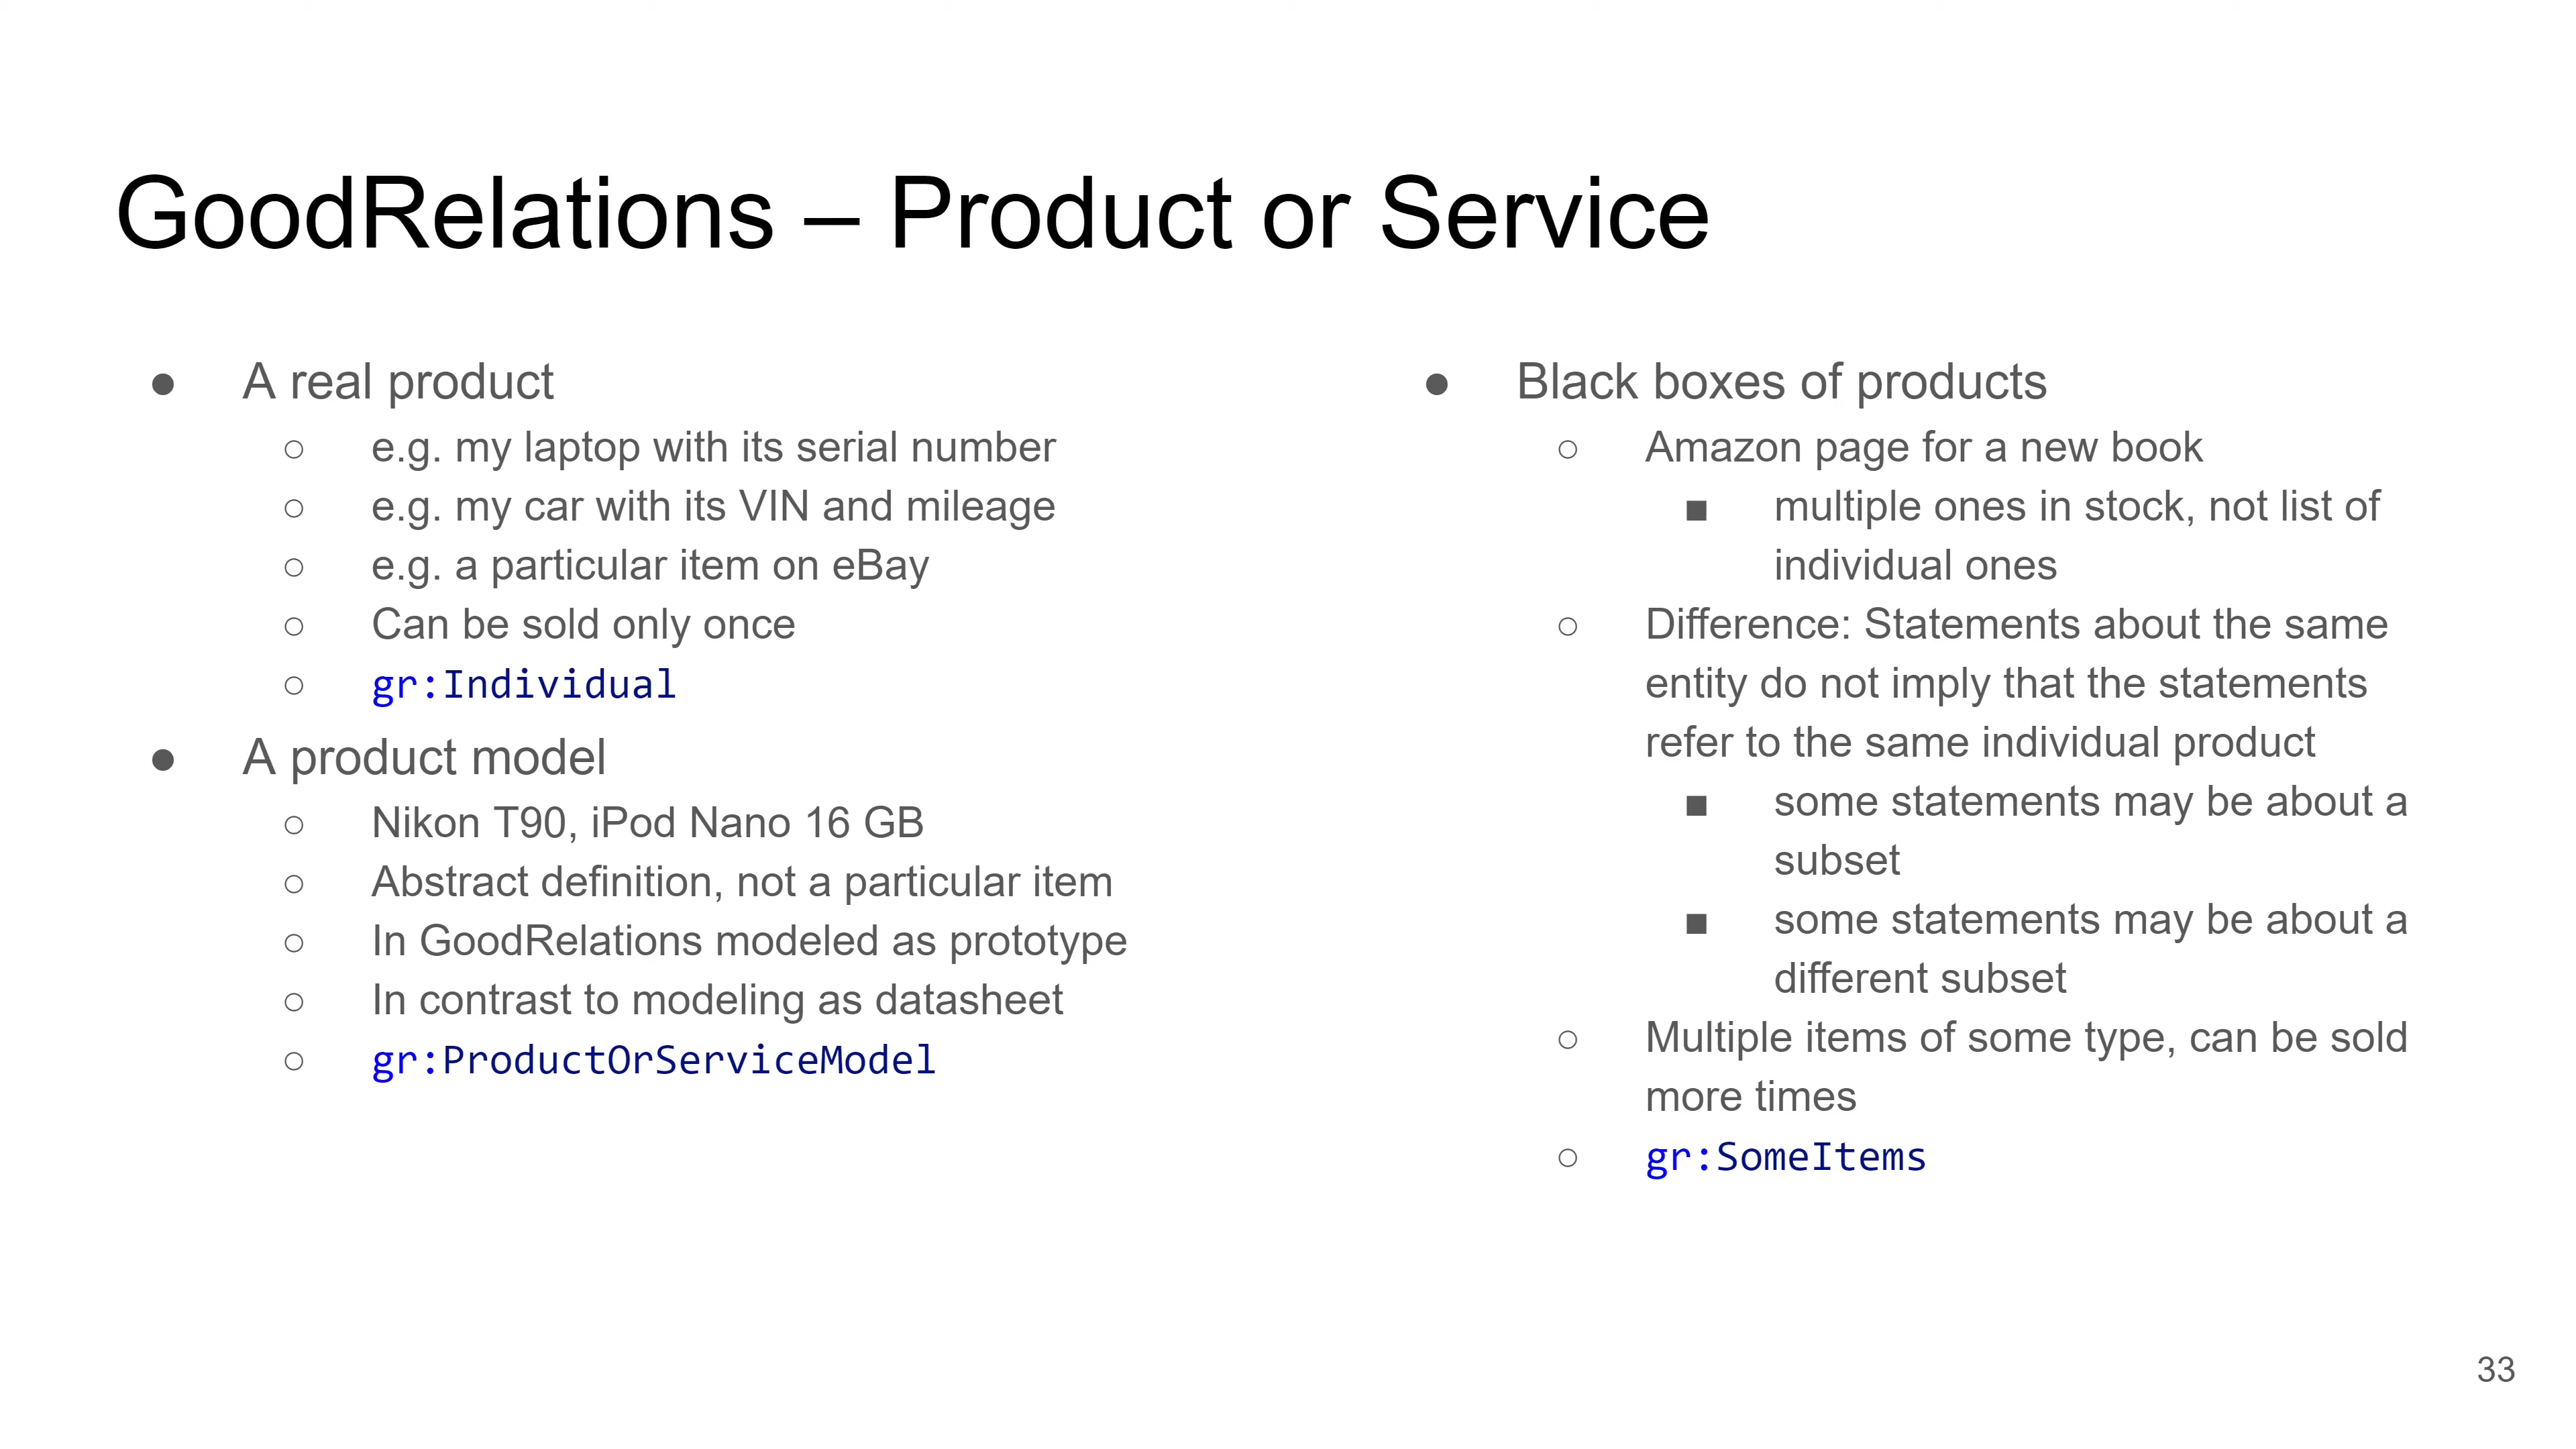 GoodRelations – Product or Service
● A real product
○ e.g. my laptop with its serial number
○ e.g. my car with its VIN and mileage
○ e.g. a particular item on eBay
○ Can be sold only once
○ gr:Individual
● A product model
○ Nikon T90, iPod Nano 16 GB
○ Abstract definition, not a particular item
○ In GoodRelations modeled as prototype
○ In contrast to modeling as datasheet
○ gr:ProductOrServiceModel
● Black boxes of products
○ Amazon page for a new book
■ multiple ones in stock, not list of
individual ones
○ Difference: Statements about the same
entity do not imply that the statements
refer to the same individual product
■ some statements may be about a
subset
■ some statements may be about a
different subset
○ Multiple items of some type, can be sold
more times
○ gr:SomeItems
33